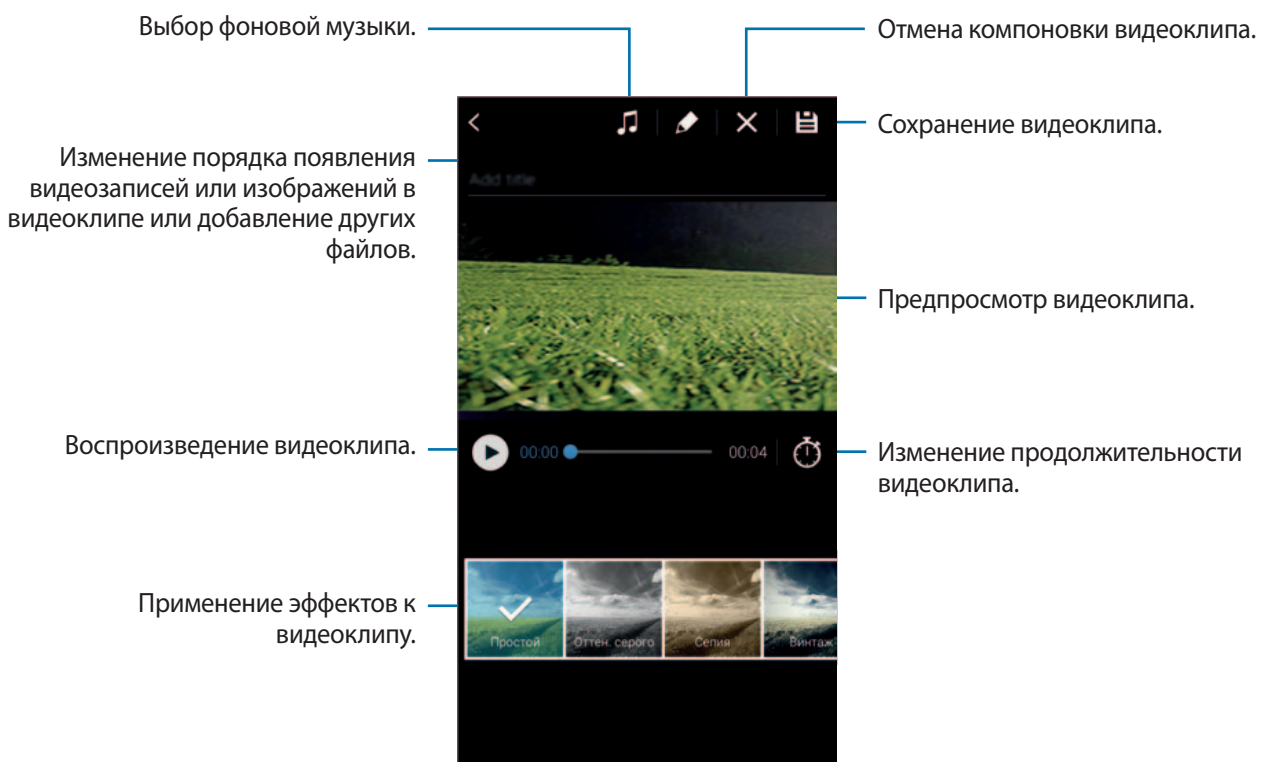 Выбор фоновой музыки.
Отмена компоновки видеоклипа.
Сохранение видеоклипа.
Изменение порядка появления
видеозаписей или изображений в
видеоклипе или добавление других
файлов.
Add title
Предпросмотр видеоклипа.
Воспроизведение видеоклипа.
00:00
00:04
Изменение продолжительности
видеоклипа.
Применение эффектов к
видеоклипу.
Простой
Оттен. серого
Сепия
Винтаж